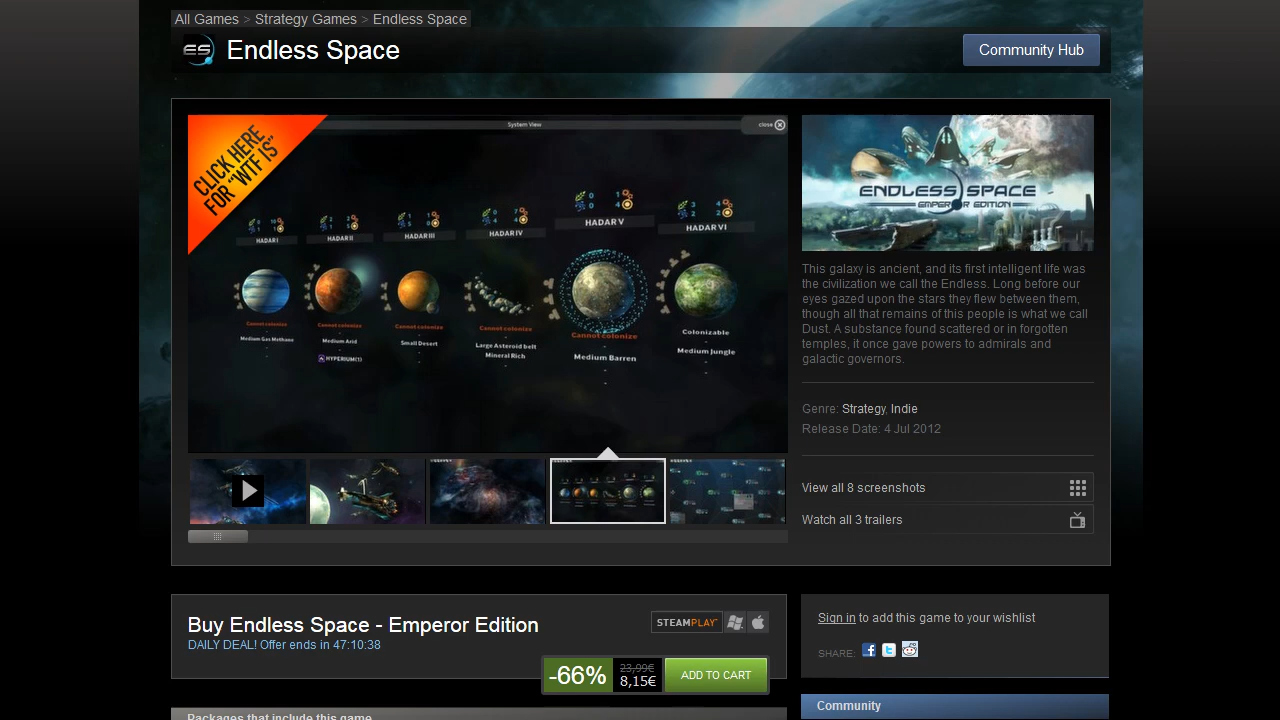 All Games > Strategy Games > Endless Space
ES Endless Space
Community Hub
CLICK HERE
FOR "WTF IS"
System View
close
HADAR I
HADAR II
HADAR III
HADAR IV
HADAR V
HADAR VI
Cannot colonize
Medium Gas Methane
Cannot colonize
Medium Arid
HYPERIUM(1)
Cannot colonize
Small Desert
Cannot colonize
Large Asteroid belt
Mineral Rich
Cannot colonize
Medium Barren
Colonizable
Medium Jungle
ENDLESS SPACE
EMPEROR EDITION
This galaxy is ancient, and its first intelligent life was
the civilization we call the Endless. Long before our
eyes gazed upon the stars they flew between them,
though all that remains of this people is what we call
Dust. A substance found scattered or in forgotten
temples, it once gave powers to admirals and
galactic governors.
Genre: Strategy, Indie
Release Date: 4 Jul 2012
View all 8 screenshots
Watch all 3 trailers
Buy Endless Space - Emperor Edition
DAILY DEAL! Offer ends in 47:10:38
STEAMPLAY
-66%
23,99€
8,15€
ADD TO CART
Sign in to add this game to your wishlist
SHARE:
Packages that include this game
Community